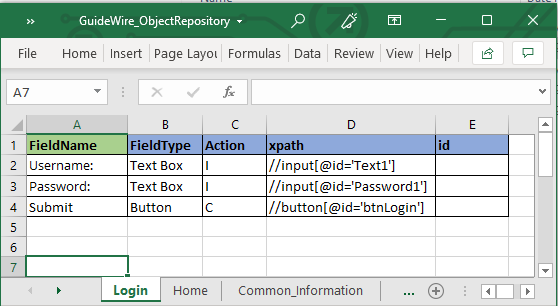 GuideWire_ObjectRepository
File Home Insert Page Layout Formulas Data Review View
A7 fx
A B C D E
1 FieldName FieldType Action xpath id
2 Username: Text Box I //input[@id='Text1']
3 Password: Text Box I //input[@id='Password1']
4 Submit Button C //button[@id='btnLogin']
5
6
7
Login Home Common_Information ...